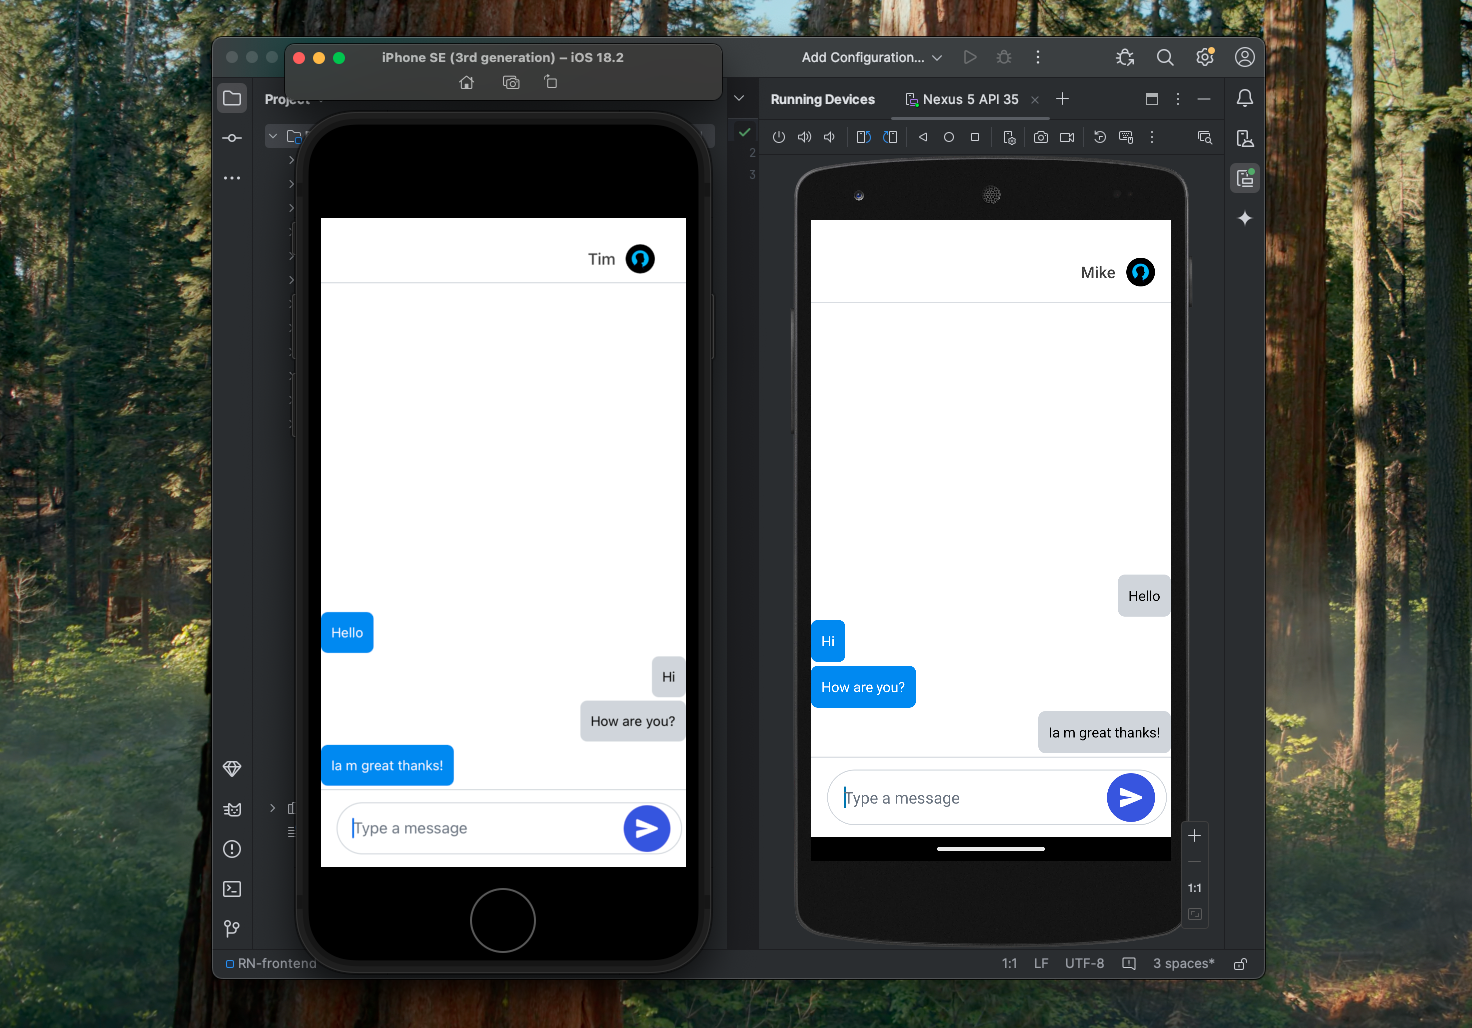 iPhone SE (3rd generation) – iOS 18.2
Add Configuration...
Running Devices
Nexus 5 API 35
2
3
Tim
Hello
Hi
How are you?
Ia m great thanks!
Type a message
Mike
Hello
Hi
How are you?
Ia m great thanks!
Type a message
1:1
RN-frontend
1:1
LF
UTF-8
3 spaces*